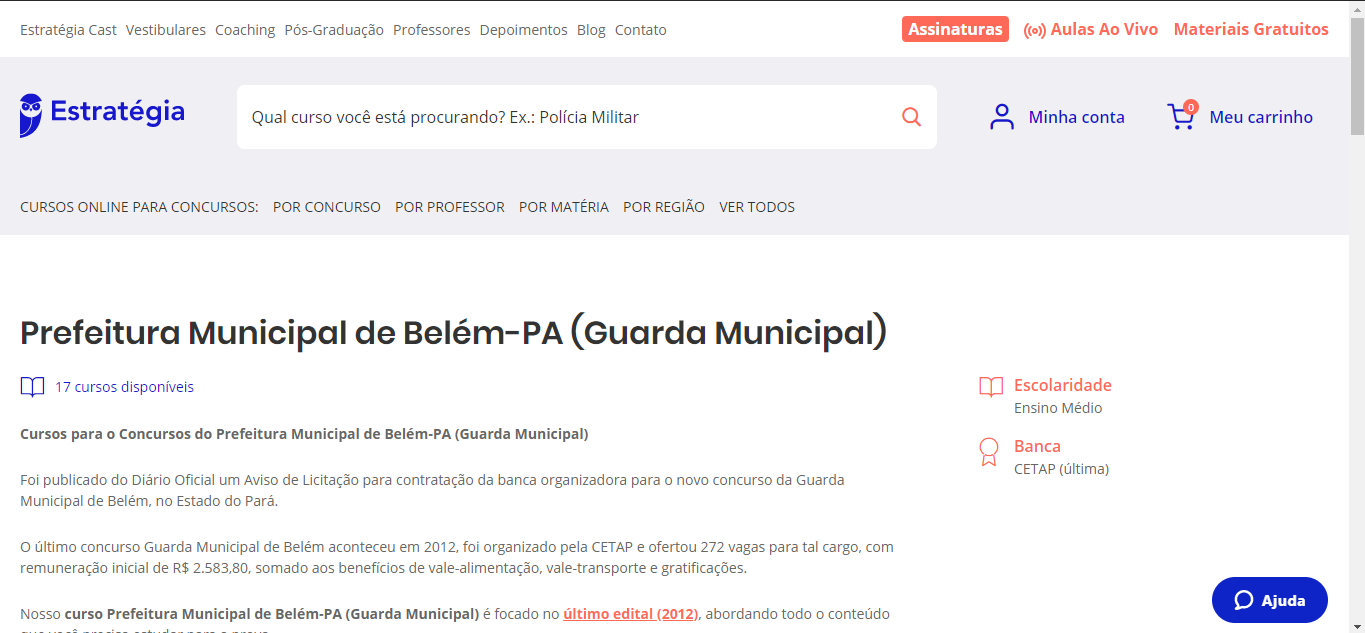 Estratégia Cast Vestibulares Coaching Pós-Graduação Professores Depoimentos Blog Contato
Assinaturas Aulas Ao Vivo Materiais Gratuitos
Estratégia
Qual curso você está procurando? Ex.: Polícia Militar
Minha conta
0
Meu carrinho
CURSOS ONLINE PARA CONCURSOS: POR CONCURSO POR PROFESSOR POR MATÉRIA POR REGIÃO VER TODOS
Prefeitura Municipal de Belém-PA (Guarda Municipal)
17 cursos disponíveis
Cursos para o Concursos do Prefeitura Municipal de Belém-PA (Guarda Municipal)
Foi publicado do Diário Oficial um Aviso de Licitação para contratação da banca organizadora para o novo concurso da Guarda
Municipal de Belém, no Estado do Pará.
O último concurso Guarda Municipal de Belém aconteceu em 2012, foi organizado pela CETAP e ofertou 272 vagas para tal cargo, com
remuneração inicial de R$ 2.583,80, somado aos benefícios de vale-alimentação, vale-transporte e gratificações.
Nosso curso Prefeitura Municipal de Belém-PA (Guarda Municipal) é focado no último edital (2012), abordando todo o conteúdo
Escolaridade
Ensino Médio
Banca
CETAP (última)
Ajuda